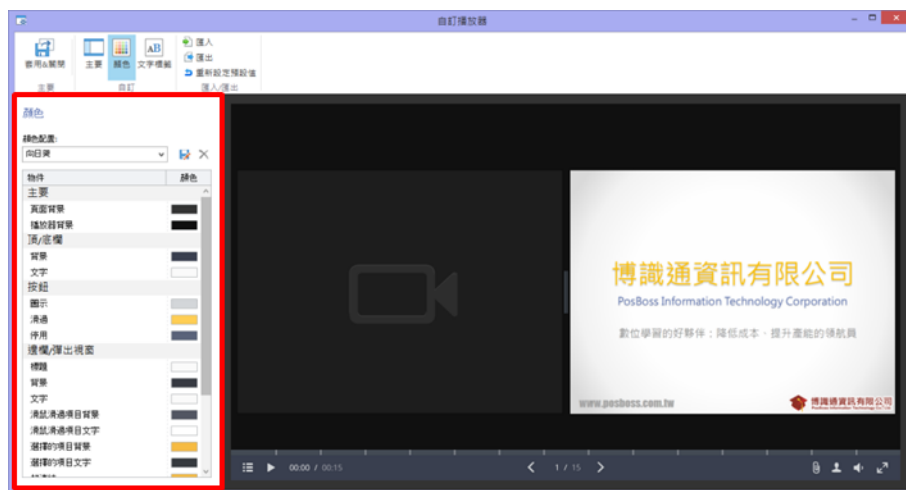 自訂播放器
套用&關閉
主要
顏色
文字標籤
匯入
匯出
重新設定預設值
主要
自訂
匯入/匯出
顏色
顏色配置:
向日葵
物件
顏色
主要
頁面背景
播放器背景
頂/底欄
背景
文字
按鈕
圖示
滑過
停用
邊欄/彈出視窗
標題
背景
文字
滑鼠滑過項目背景
滑鼠滑過項目文字
選擇的項目背景
選擇的項目文字
博識通資訊有限公司
PosBoss Information Technology Corporation
數位學習的好夥伴：降低成本、提升產能的領航員
www.posboss.com.tw
博識通資訊有限公司
00:00 / 00:15
1 / 15